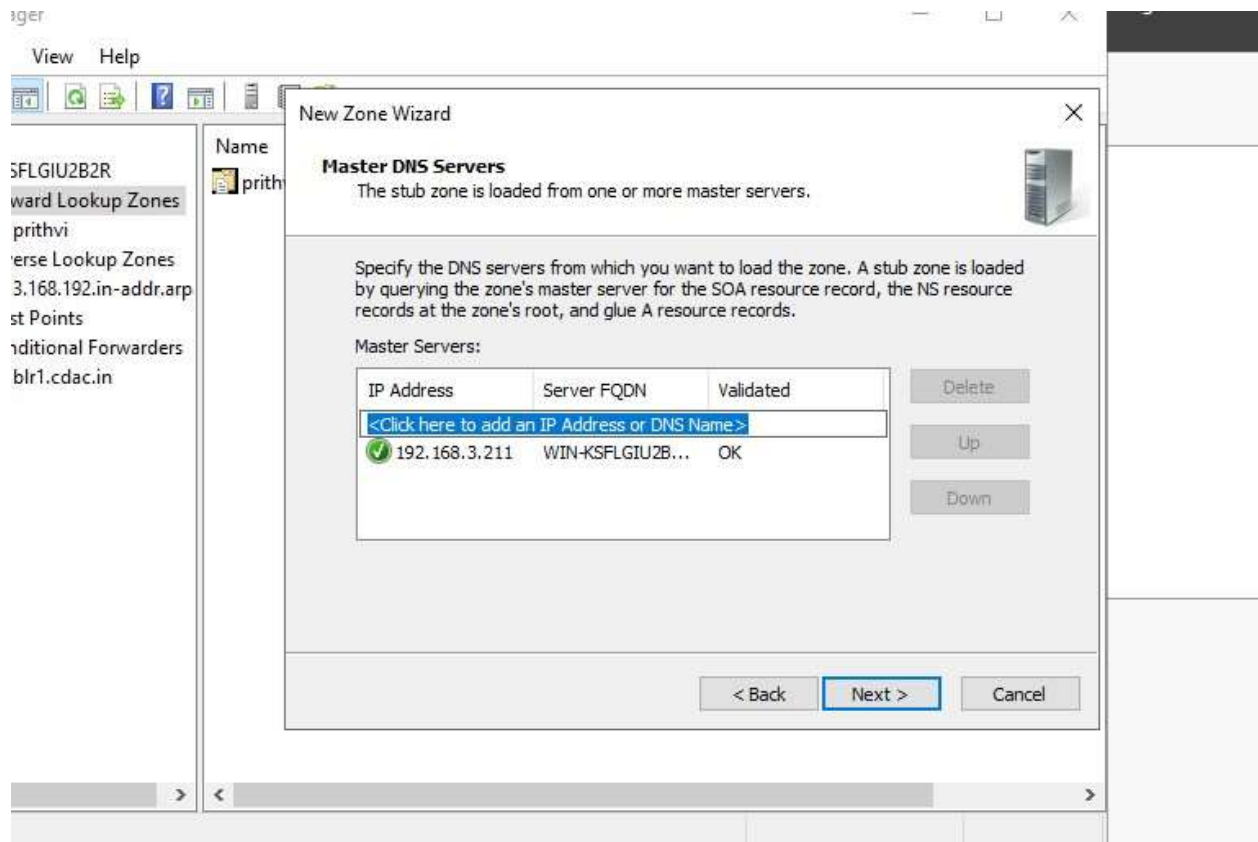 ager
View Help
SFLGIU2B2R
ward Lookup Zones
prithvi
erse Lookup Zones
3.168.192.in-addr.arp
st Points
nditional Forwarders
blr1.cdac.in
Name
prith
New Zone Wizard
Master DNS Servers
The stub zone is loaded from one or more master servers.
Specify the DNS servers from which you want to load the zone. A stub zone is loaded
by querying the zone's master server for the SOA resource record, the NS resource
records at the zone's root, and glue A resource records.
Master Servers:
IP Address Server FQDN Validated
<Click here to add an IP Address or DNS Name>
192.168.3.211 WIN-KSFLGIU2B... OK
Delete
Up
Down
< Back Next > Cancel